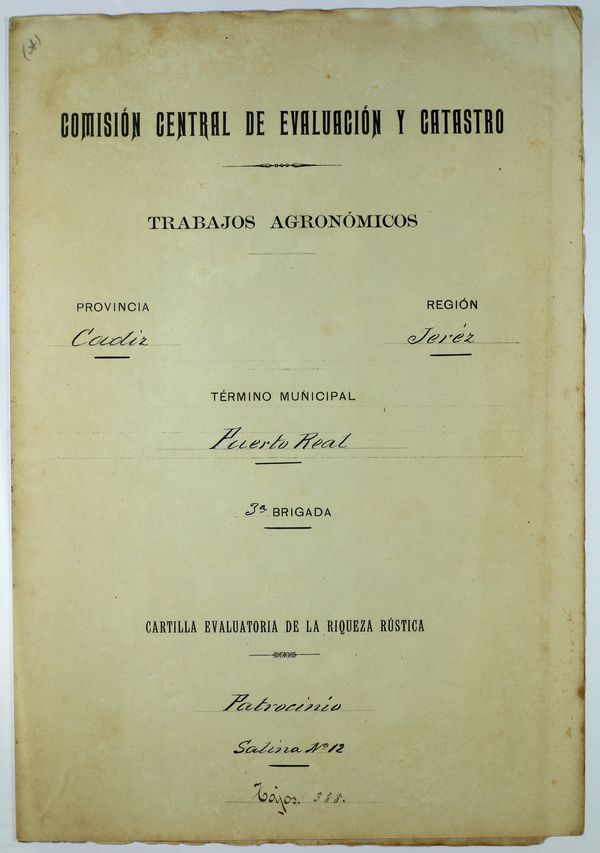 (A)
COMISIÓN CENTRAL DE EVALUACIÓN Y CATASTRO
TRABAJOS AGRONÓMICOS
PROVINCIA
Cadiz
REGIÓN
Jeréz
TÉRMINO MUNICIPAL
Puerto Real
3ª BRIGADA
CARTILLA EVALUATORIA DE LA RIQUEZA RÚSTICA
Patrocinio
Salina Nº 12
388.